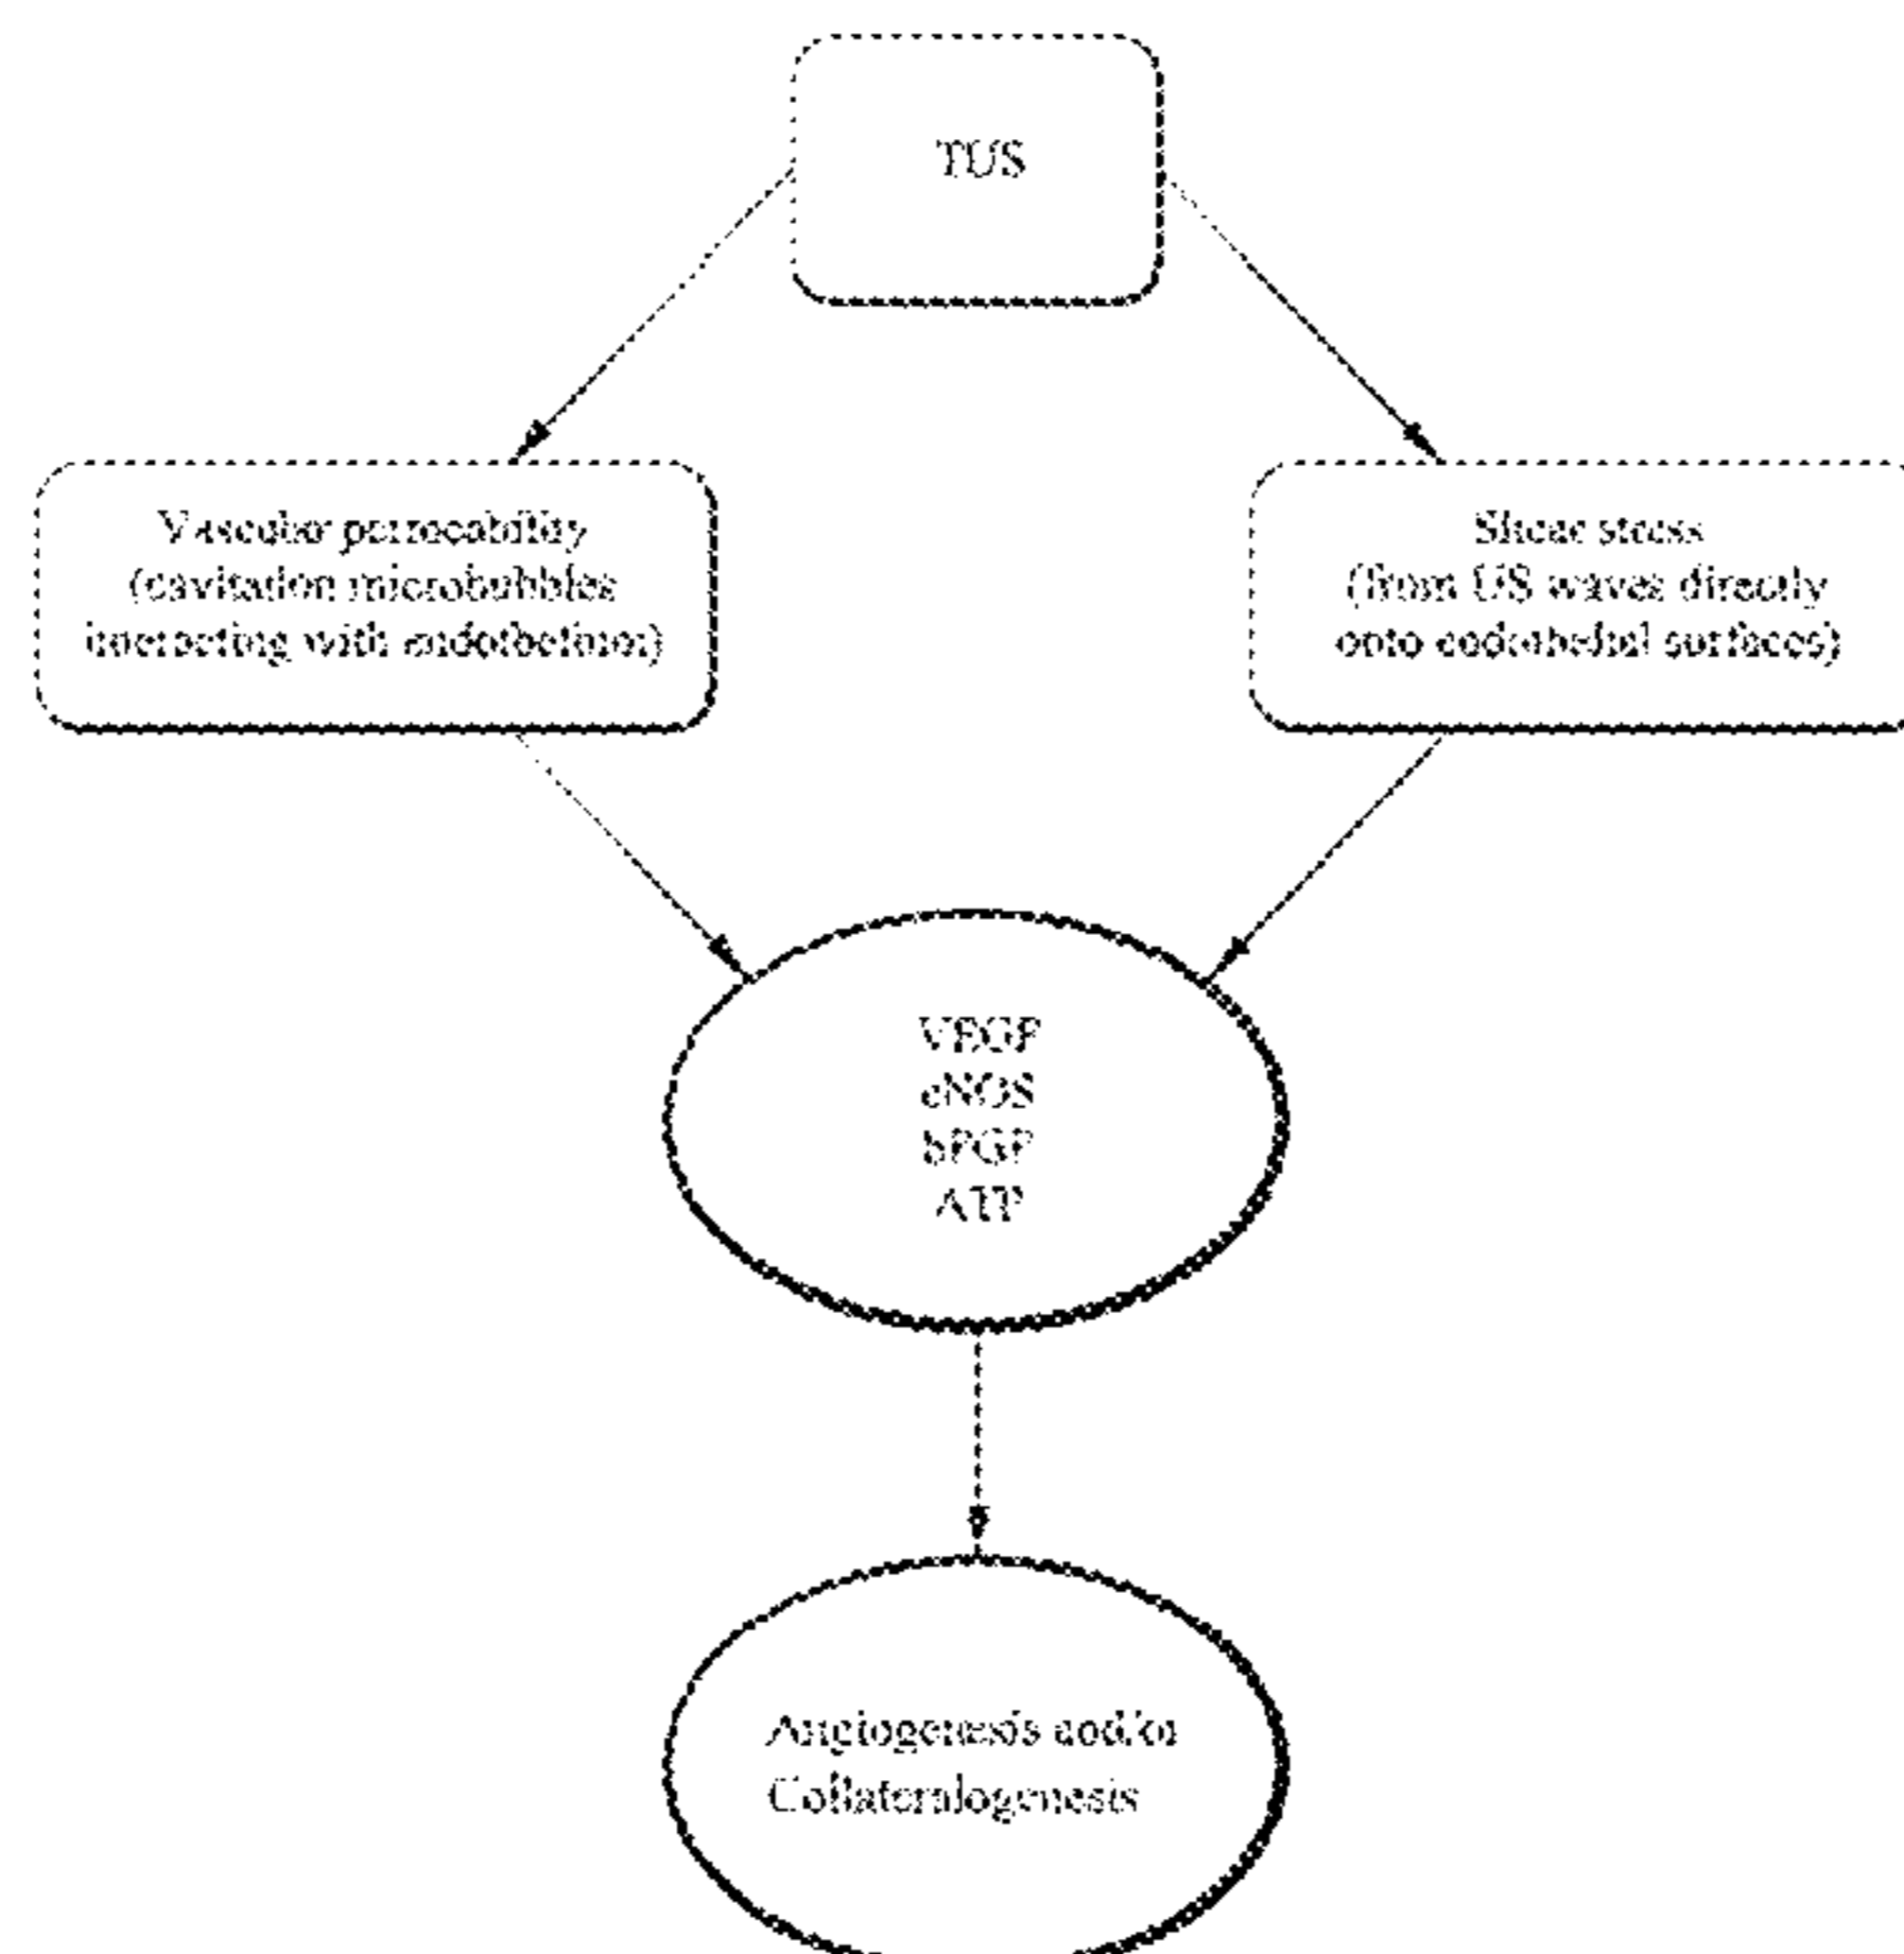 TUS
Vascular permeability
(cavitation microbubbles
interacting with endothelium)
Shear stress
(from US waves directly
onto endothelial surfaces)
VEGF
eNOS
bFGF
ATP
Angiogenesis and/or
Collateralogenesis